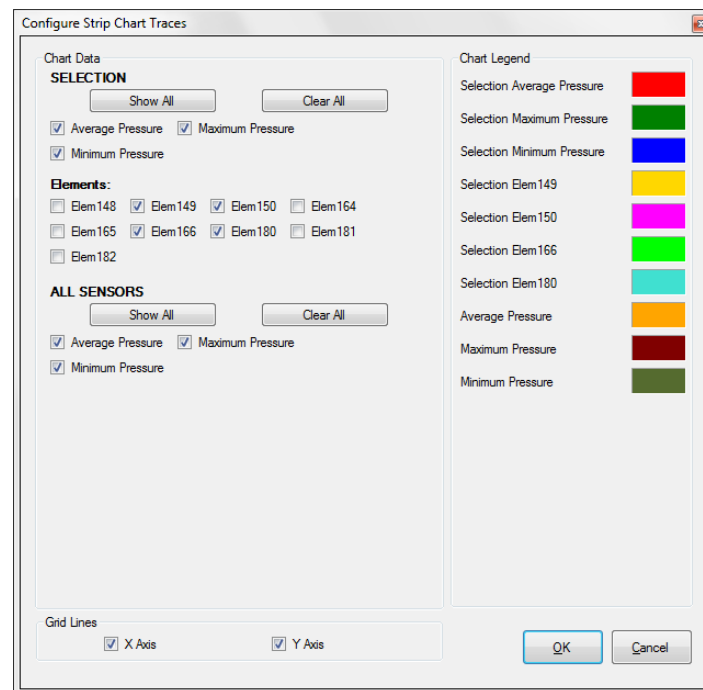 Configure Strip Chart Traces
Chart Data
SELECTION
Show All Clear All
Average Pressure Maximum Pressure
Minimum Pressure
Elements:
Elem148 Elem149 Elem150 Elem164
Elem165 Elem166 Elem180 Elem181
Elem182
ALL SENSORS
Show All Clear All
Average Pressure Maximum Pressure
Minimum Pressure
Chart Legend
Selection Average Pressure
Selection Maximum Pressure
Selection Minimum Pressure
Selection Elem149
Selection Elem150
Selection Elem166
Selection Elem180
Average Pressure
Maximum Pressure
Minimum Pressure
Grid Lines
X Axis Y Axis
OK Cancel